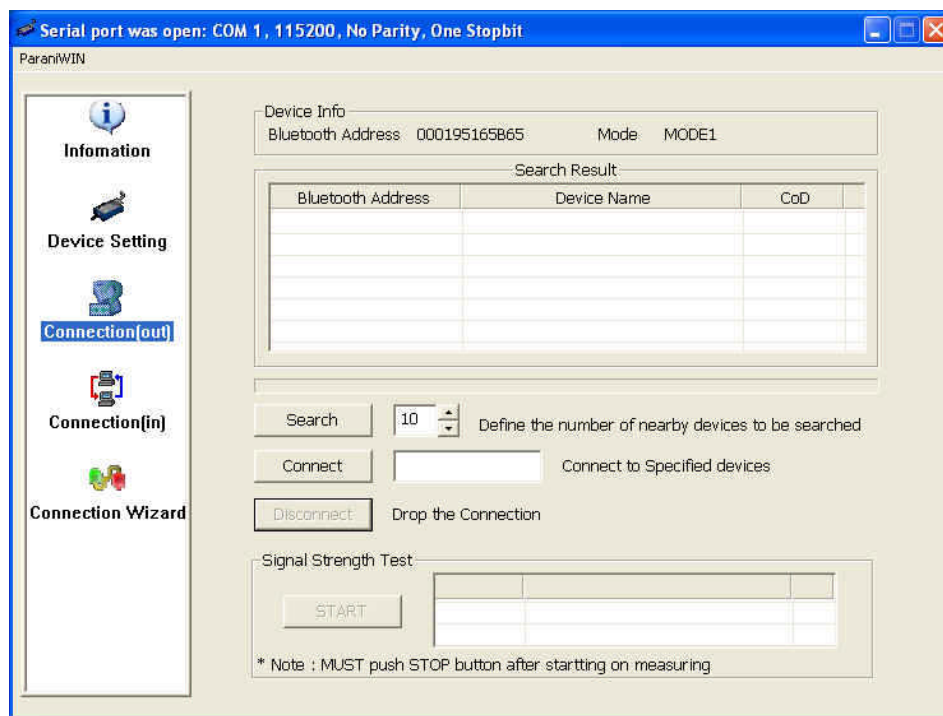 Serial port was open: COM 1, 115200, No Parity, One Stopbit
ParaniWIN
Infomation
Device Setting
Connection(out)
Connection(in)
Connection Wizard
Device Info
Bluetooth Address 000195165B65 Mode MODE1
Search Result
Bluetooth Address Device Name CoD
Search 10 Define the number of nearby devices to be searched
Connect Connect to Specified devices
Disconnect Drop the Connection
Signal Strength Test
START
* Note : MUST push STOP button after startting on measuring